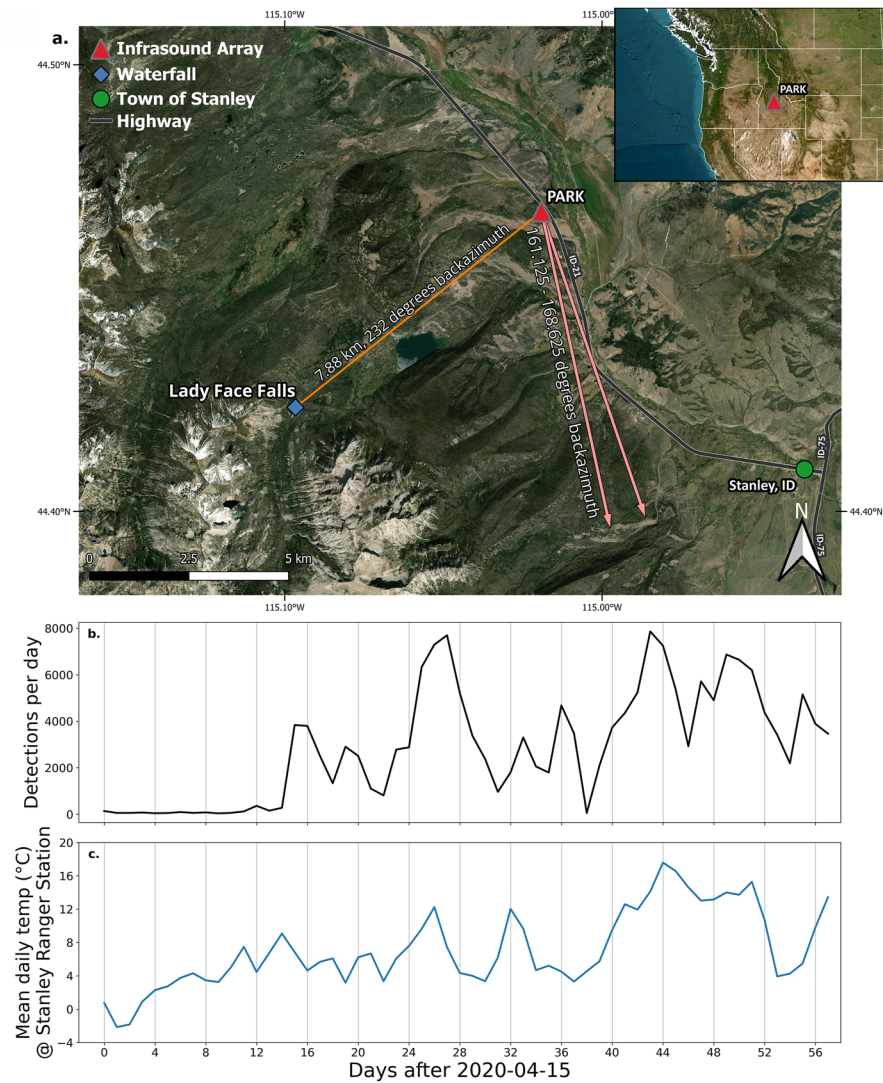 115.10°W
115.00°W
a.
Infrasound Array
Waterfall
Town of Stanley
Highway
44.50°N
PARK
PARK
ID-21
7.88 km, 232 degrees backazimuth
161.125 - 168.625 degrees backazimuth
Lady Face Falls
ID-75
Stanley, ID
44.40°N
44.40°N
N
ID-75
0
2.5
5 km
115.10°W
115.00°W
b.
Detections per day
8000
6000
4000
2000
0
c.
Mean daily temp (°C)
@ Stanley Ranger Station
20
16
12
8
4
0
−4
0 4 8 12 16 20 24 28 32 36 40 44 48 52 56
Days after 2020-04-15